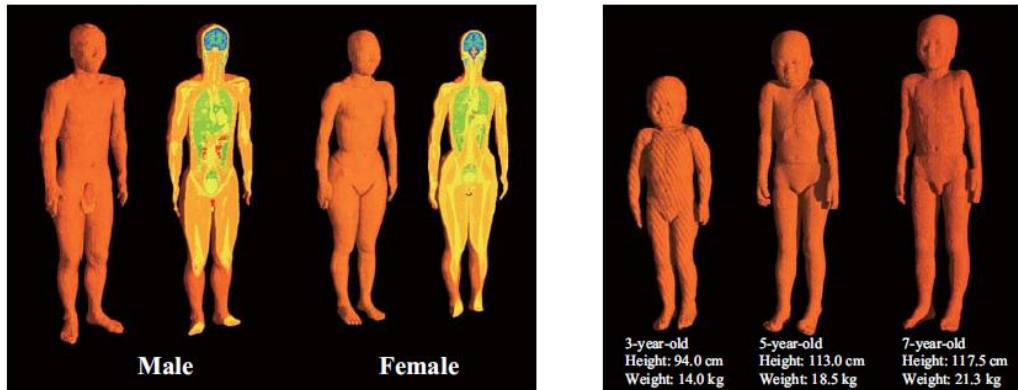 Male
Female
3-year-old
Height: 94.0 cm
Weight: 14.0 kg
5-year-old
Height: 113.0 cm
Weight: 18.5 kg
7-year-old
Height: 117.5 cm
Weight: 21.3 kg